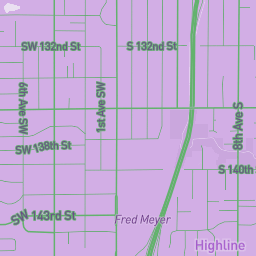 SW 132nd St
S 132nd St
6th Ave SW
1st Ave SW
8th Ave S
SW 138th St
S 140th
SW 143rd St
Fred Meyer
Highline